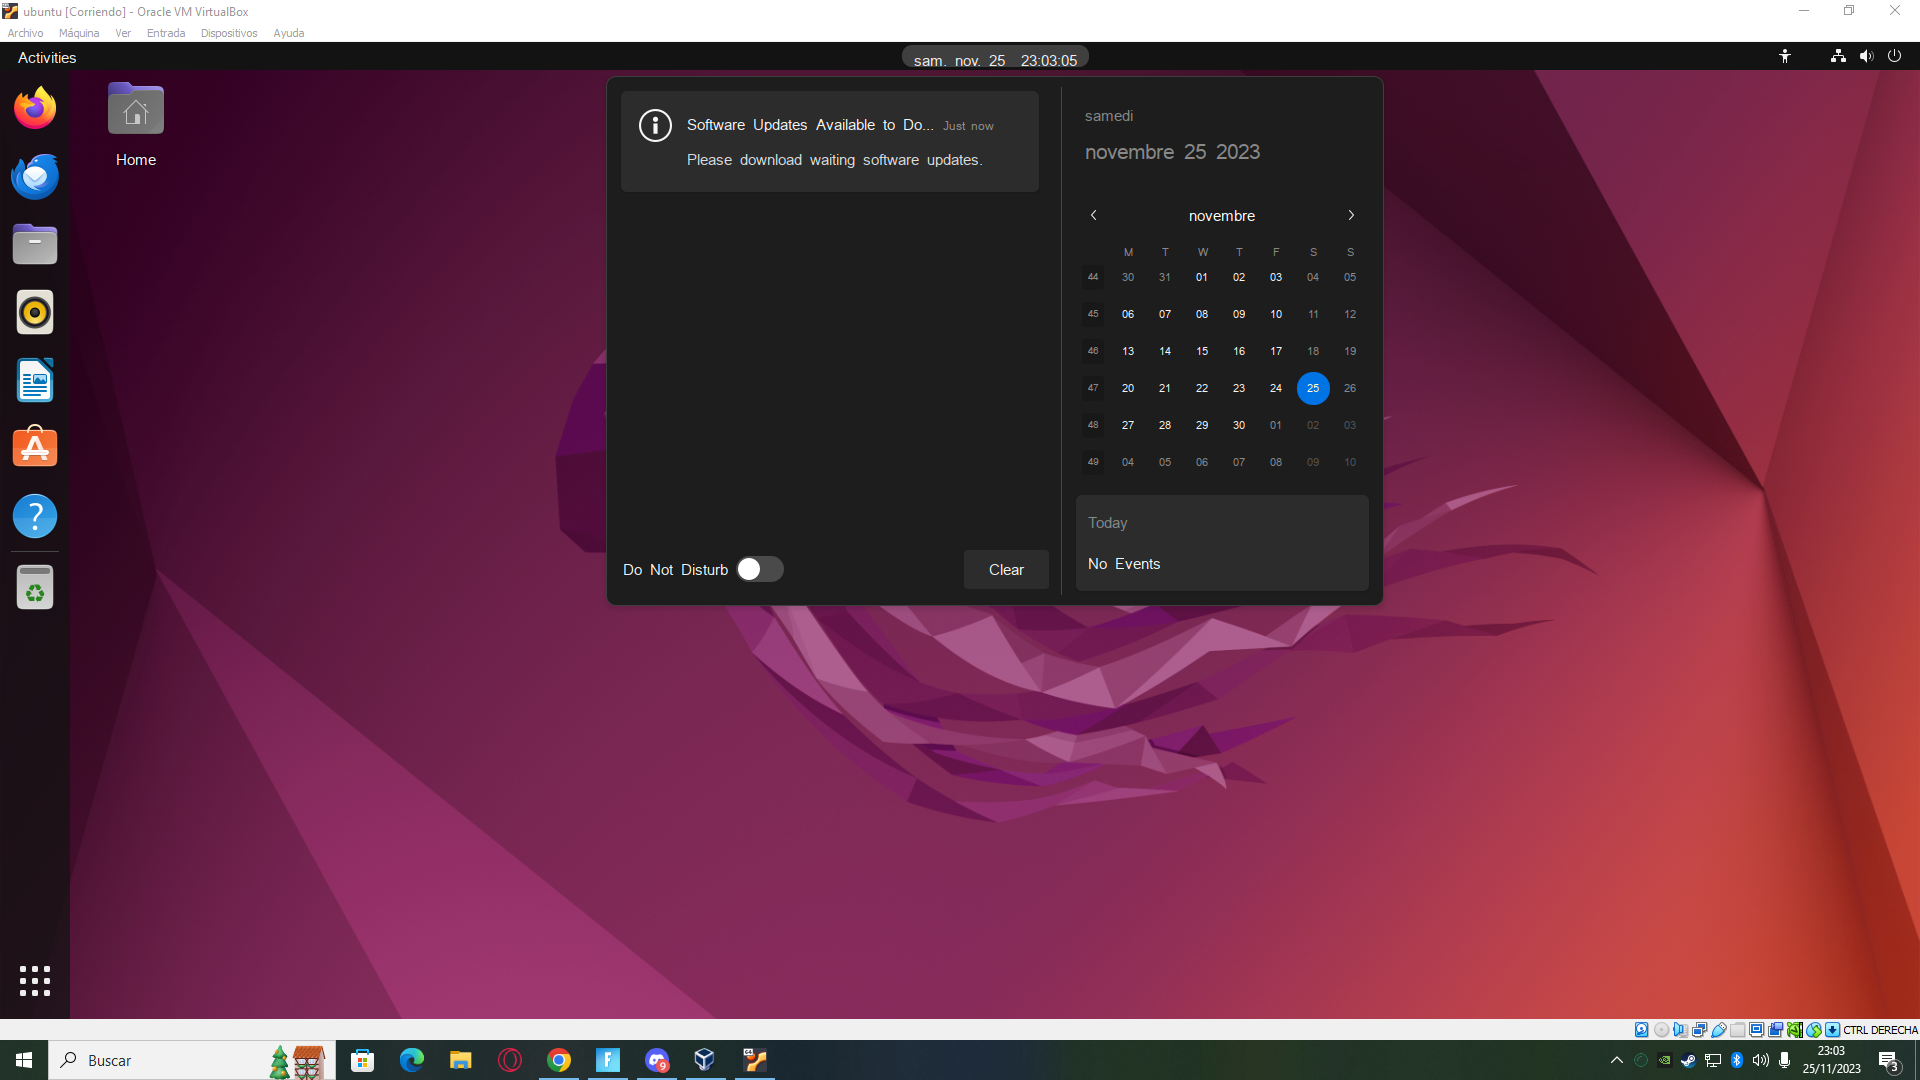 ubuntu [Corriendo] - Oracle VM VirtualBox
Archivo Máquina Ver Entrada Dispositivos Ayuda
Activities
sam. nov. 25 23:03:05
Home
Software Updates Available to Do... Just now
Please download waiting software updates.
Do Not Disturb
Clear
samedi
novembre 25 2023
novembre
M T W T F S S
44 30 31 01 02 03 04 05
45 06 07 08 09 10 11 12
46 13 14 15 16 17 18 19
47 20 21 22 23 24 25 26
48 27 28 29 30 01 02 03
49 04 05 06 07 08 09 10
Today
No Events
CTRL DERECHA
Buscar
9
23:03
25/11/2023
3